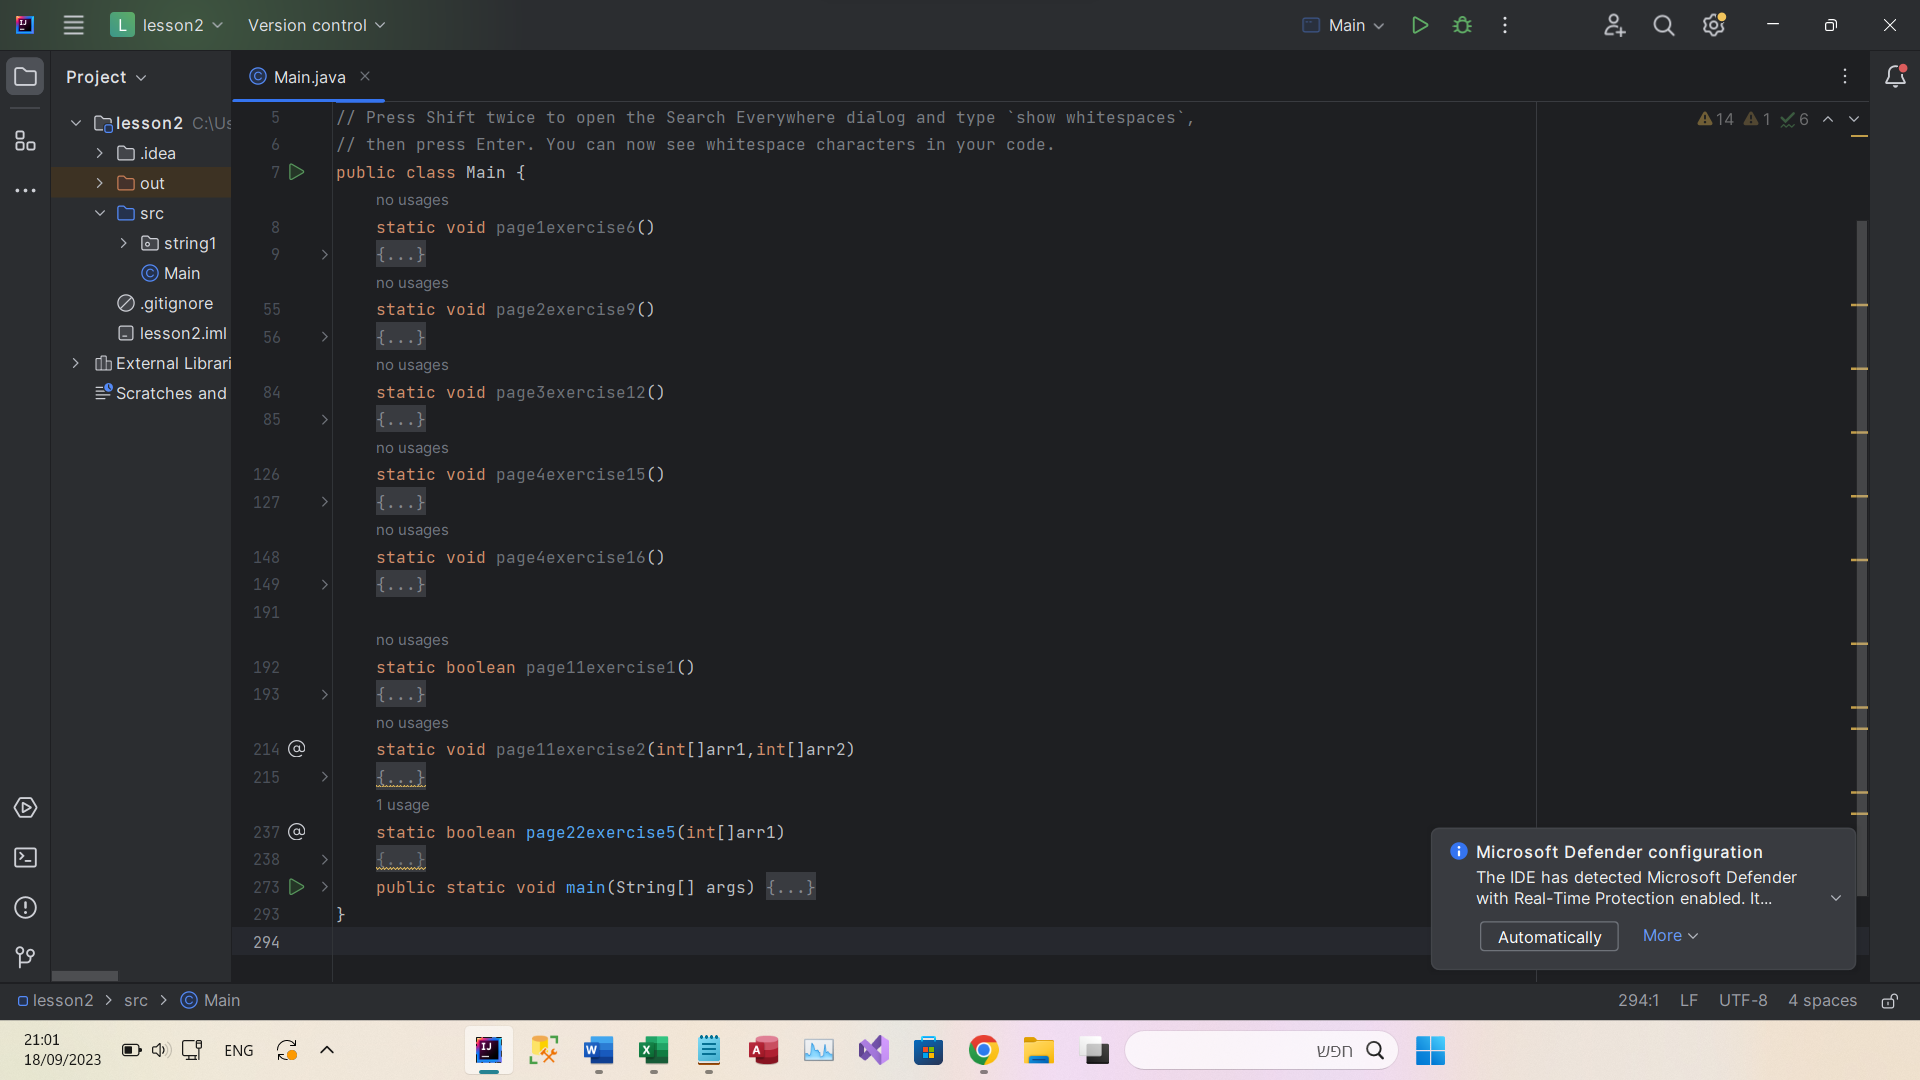 L lesson2 Version control Main
Project
Main.java
lesson2 C:\Us
.idea
out
src
string1
Main
.gitignore
lesson2.iml
External Librari
Scratches and
14 1 6
5 // Press Shift twice to open the Search Everywhere dialog and type `show whitespaces`,
6 // then press Enter. You can now see whitespace characters in your code.
7 public class Main {
no usages
8 static void page1exercise6()
9 {...}
no usages
55 static void page2exercise9()
56 {...}
no usages
84 static void page3exercise12()
85 {...}
no usages
126 static void page4exercise15()
127 {...}
no usages
148 static void page4exercise16()
149 {...}
191
no usages
192 static boolean page11exercise1()
193 {...}
no usages
214 @ static void page11exercise2(int[]arr1,int[]arr2)
215 {...}
1 usage
237 @ static boolean page22exercise5(int[]arr1)
238 {...}
273 public static void main(String[] args) {...}
293 }
294
Microsoft Defender configuration
The IDE has detected Microsoft Defender
with Real-Time Protection enabled. It...
Automatically More
lesson2 > src > Main
294:1 LF UTF-8 4 spaces
21:01
18/09/2023
ENG
חפש